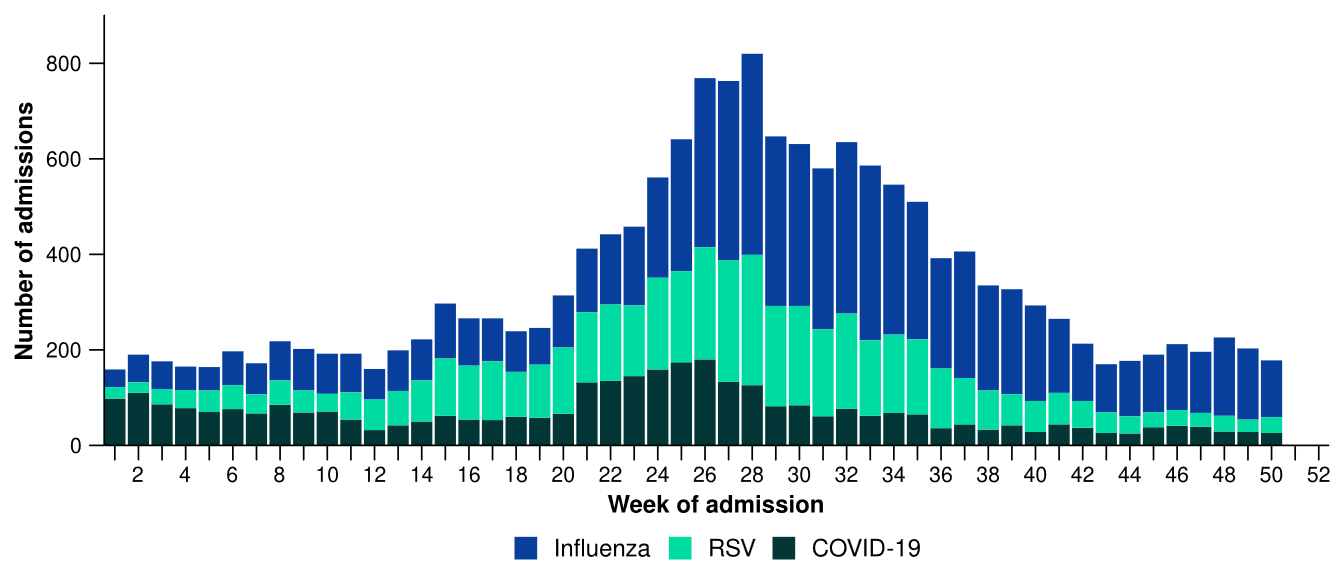 Number of admissions
800
600
400
200
0
2 4 6 8 10 12 14 16 18 20 22 24 26 28 30 32 34 36 38 40 42 44 46 48 50 52
Week of admission
Influenza RSV COVID-19